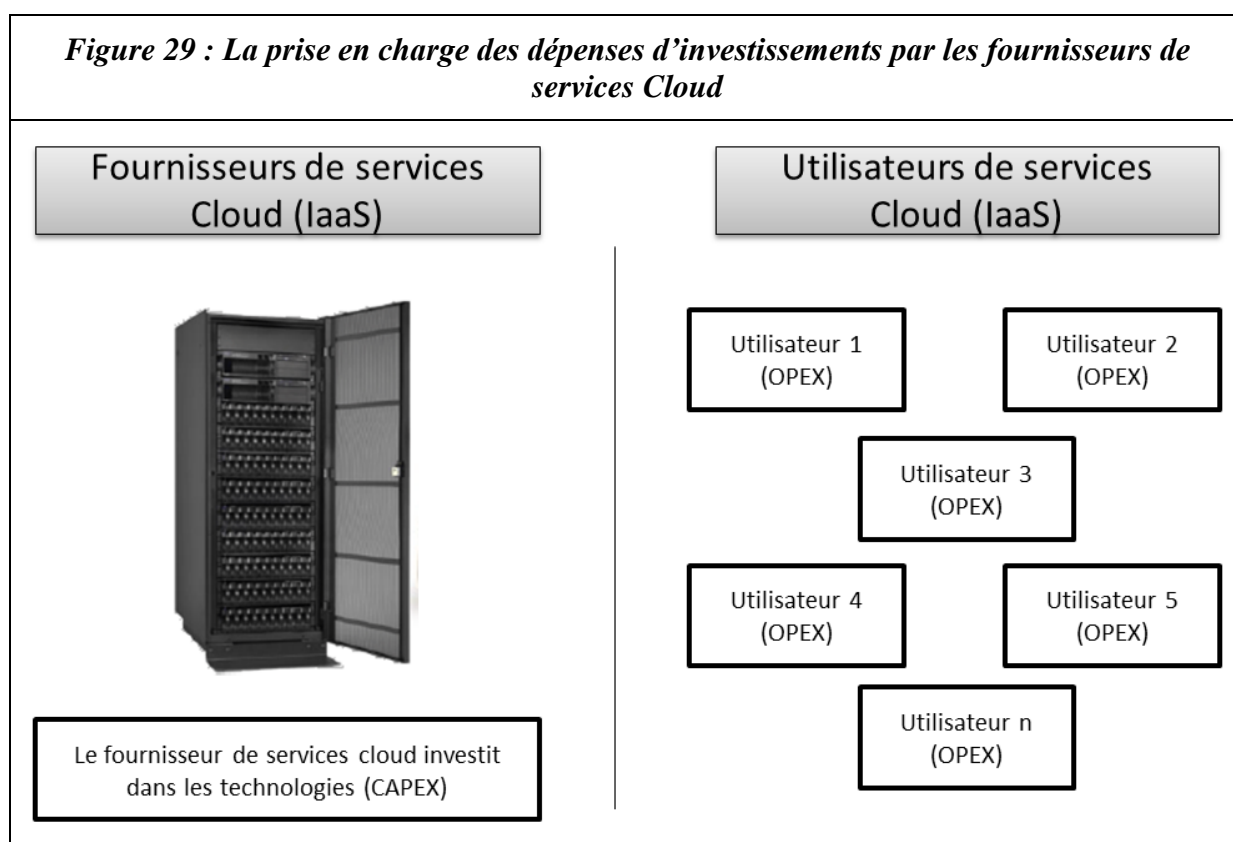 Figure 29 : La prise en charge des dépenses d’investissements par les fournisseurs de
services Cloud
Fournisseurs de services
Cloud (IaaS)
Le fournisseur de services cloud investit
dans les technologies (CAPEX)
Utilisateurs de services
Cloud (IaaS)
Utilisateur 1
(OPEX)
Utilisateur 2
(OPEX)
Utilisateur 3
(OPEX)
Utilisateur 4
(OPEX)
Utilisateur 5
(OPEX)
Utilisateur n
(OPEX)